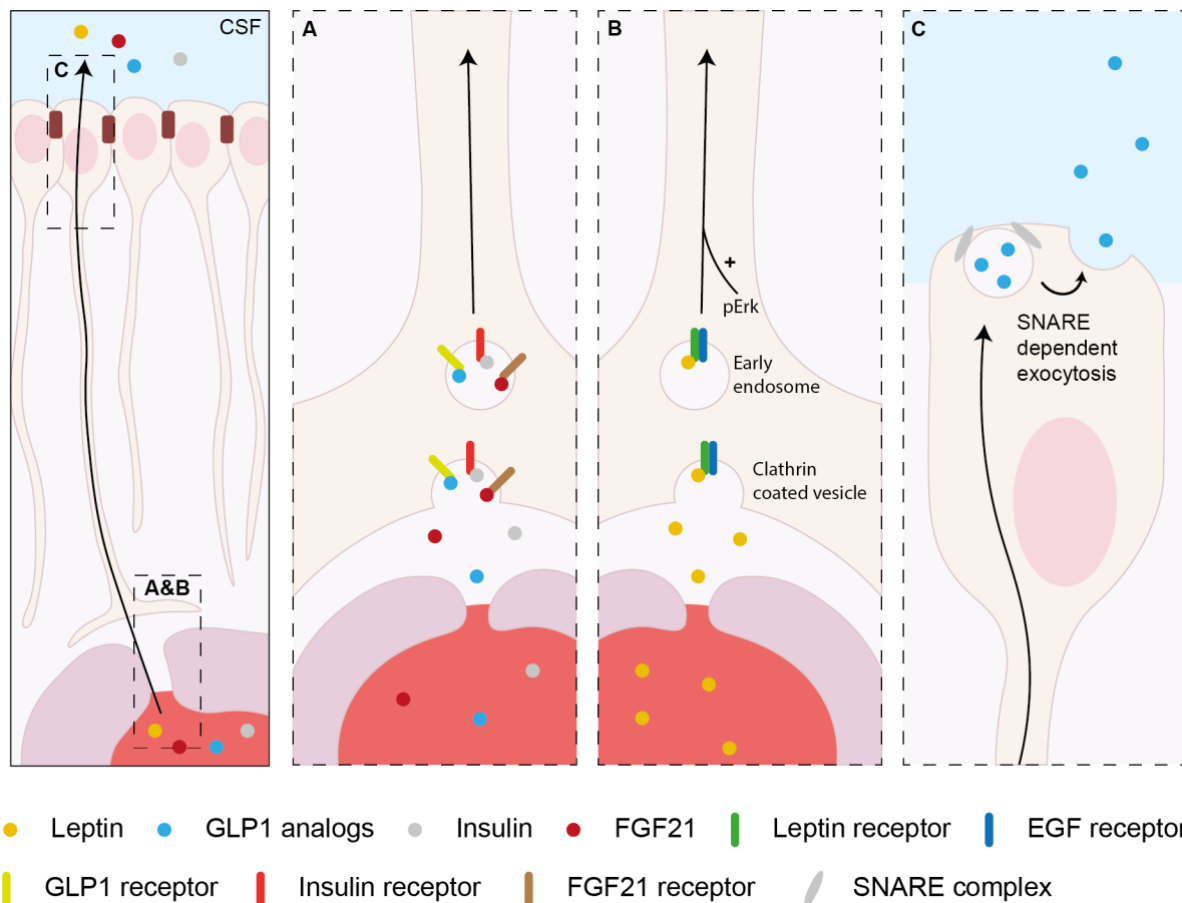 CSF
C
A&B
A
B
+
pErk
Early
endosome
Clathrin
coated vesicle
C
SNARE
dependent
exocytosis
Leptin
GLP1 analogs
Insulin
FGF21
Leptin receptor
EGF receptor
GLP1 receptor
Insulin receptor
FGF21 receptor
SNARE complex